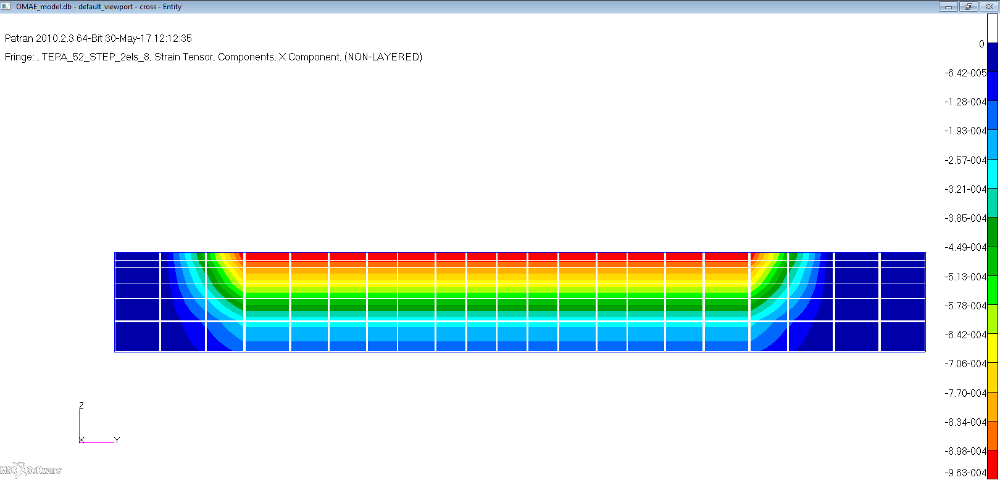 OMAE_model.db - default_viewport - cross - Entity
Patran 2010.2.3 64-Bit 30-May-17 12:12:35
Fringe: , TEPA_52_STEP_2els_8, Strain Tensor, Components, X Component, (NON-LAYERED)
0.
-6.42-005
-1.28-004
-1.93-004
-2.57-004
-3.21-004
-3.85-004
-4.49-004
-5.13-004
-5.78-004
-6.42-004
-7.06-004
-7.70-004
-8.34-004
-8.98-004
-9.63-004
Z
X
Y
MSC Software